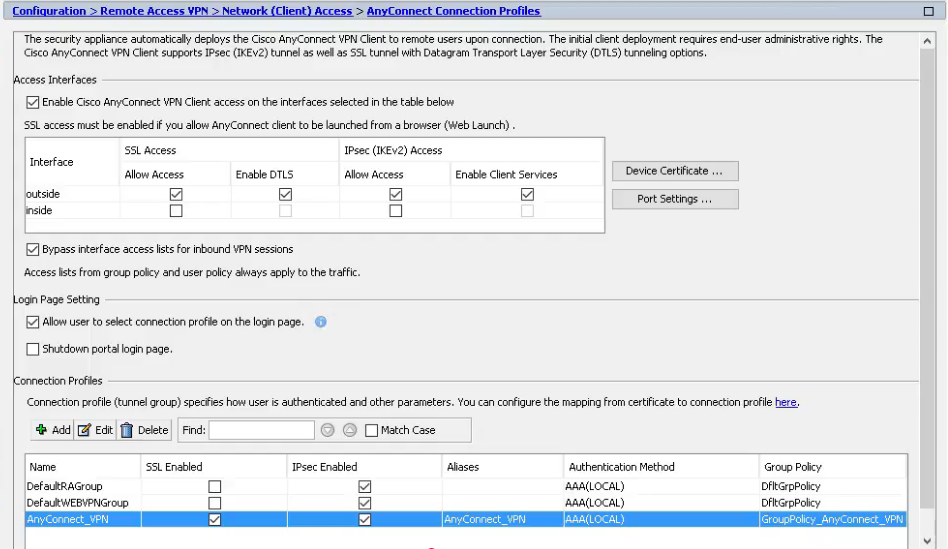 Configuration > Remote Access VPN > Network (Client) Access > AnyConnect Connection Profiles
The security appliance automatically deploys the Cisco AnyConnect VPN Client to remote users upon connection. The initial client deployment requires end-user administrative rights. The
Cisco AnyConnect VPN Client supports IPsec (IKEv2) tunnel as well as SSL tunnel with Datagram Transport Layer Security (DTLS) tunneling options.
Access Interfaces
Enable Cisco AnyConnect VPN Client access on the interfaces selected in the table below
SSL access must be enabled if you allow AnyConnect client to be launched from a browser (Web Launch) .
Interface SSL Access IPsec (IKEv2) Access
Allow Access Enable DTLS Allow Access Enable Client Services
outside
inside
Device Certificate ...
Port Settings ...
Bypass interface access lists for inbound VPN sessions
Access lists from group policy and user policy always apply to the traffic.
Login Page Setting
Allow user to select connection profile on the login page.
Shutdown portal login page.
Connection Profiles
Connection profile (tunnel group) specifies how user is authenticated and other parameters. You can configure the mapping from certificate to connection profile here.
Add Edit Delete Find: Match Case
Name SSL Enabled IPsec Enabled Aliases Authentication Method Group Policy
DefaultRAGroup AAA(LOCAL) DfltGrpPolicy
DefaultWEBVPNGroup AAA(LOCAL) DfltGrpPolicy
AnyConnect_VPN AnyConnect_VPN AAA(LOCAL) GroupPolicy_AnyConnect_VPN